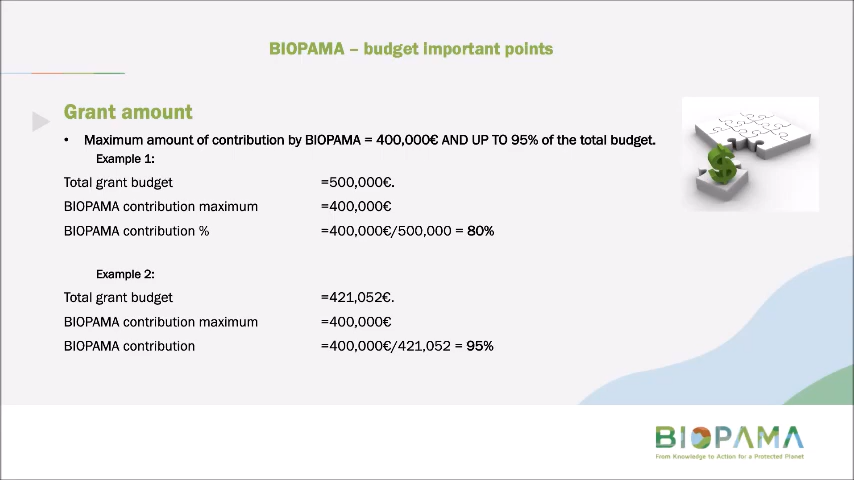 BIOPAMA – budget important points
Grant amount
• Maximum amount of contribution by BIOPAMA = 400,000€ AND UP TO 95% of the total budget.
Example 1:
Total grant budget =500,000€.
BIOPAMA contribution maximum =400,000€
BIOPAMA contribution % =400,000€/500,000 = 80%
Example 2:
Total grant budget =421,052€.
BIOPAMA contribution maximum =400,000€
BIOPAMA contribution =400,000€/421,052 = 95%
BIOPAMA
From Knowledge to Action for a Protected Planet